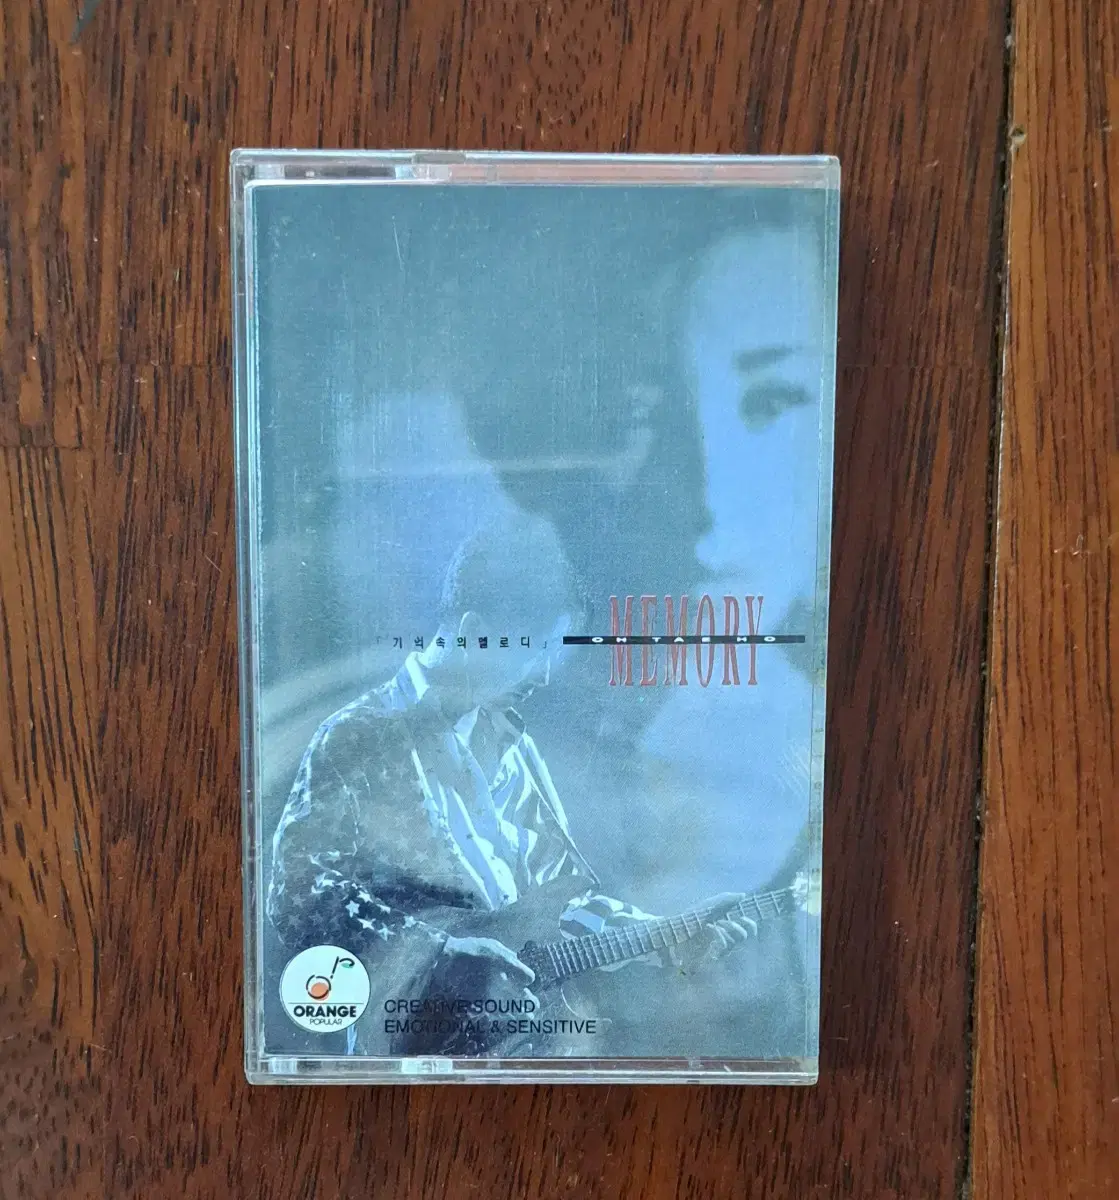 「기억속의멜로디」
MEMORY
OH TAE HO
ORANGE
POPULAR
CREATIVE SOUND
EMOTIONAL & SENSITIVE